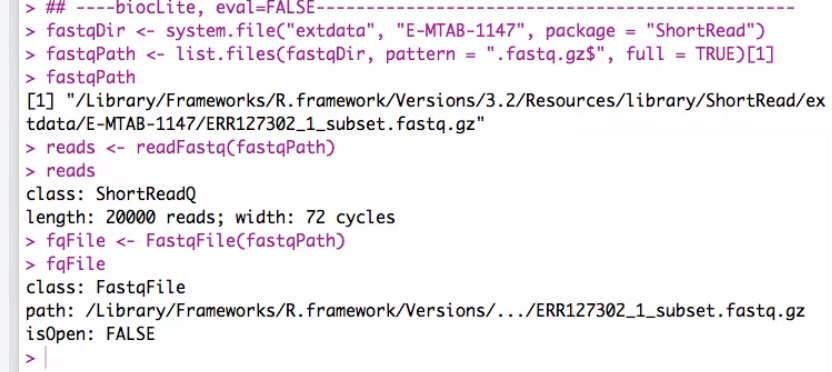 > ## ----biocLite, eval=FALSE--------------------------------------------------
> fastqDir <- system.file("extdata", "E-MTAB-1147", package = "ShortRead")
> fastqPath <- list.files(fastqDir, pattern = ".fastq.gz$", full = TRUE)[1]
> fastqPath
[1] "/Library/Frameworks/R.framework/Versions/3.2/Resources/library/ShortRead/ex
tdata/E-MTAB-1147/ERR127302_1_subset.fastq.gz"
> reads <- readFastq(fastqPath)
> reads
class: ShortReadQ
length: 20000 reads; width: 72 cycles
> fqFile <- FastqFile(fastqPath)
> fqFile
class: FastqFile
path: /Library/Frameworks/R.framework/Versions/.../ERR127302_1_subset.fastq.gz
isOpen: FALSE
>